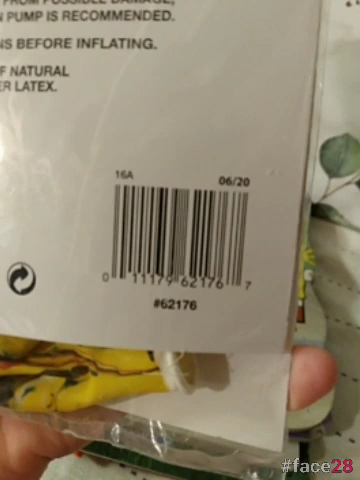 FROM POSSIBLE DAMAGE,
N PUMP IS RECOMMENDED.
NS BEFORE INFLATING.
F NATURAL
ER LATEX.
16A
06/20
0 11179 62176 7
#62176
#face28